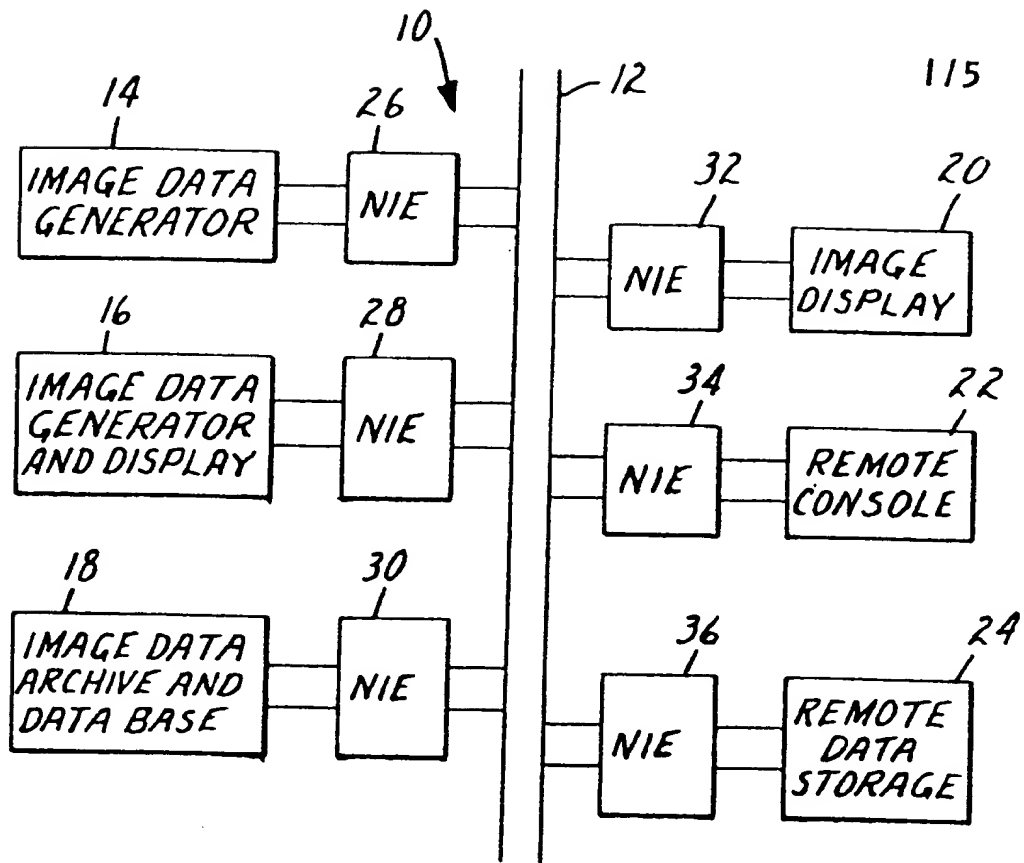 10
12
115
14
26
IMAGE DATA
GENERATOR
NIE
32
20
NIE
IMAGE
DISPLAY
16
28
IMAGE DATA
GENERATOR
AND DISPLAY
NIE
34
22
NIE
REMOTE
CONSOLE
18
30
IMAGE DATA
ARCHIVE AND
DATA BASE
NIE
36
24
NIE
REMOTE
DATA
STORAGE